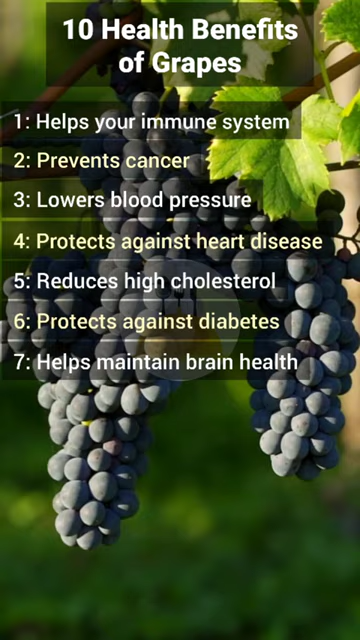 10 Health Benefits
of Grapes
1: Helps your immune system
2: Prevents cancer
3: Lowers blood pressure
4: Protects against heart disease
5: Reduces high cholesterol
6: Protects against diabetes
7: Helps maintain brain health